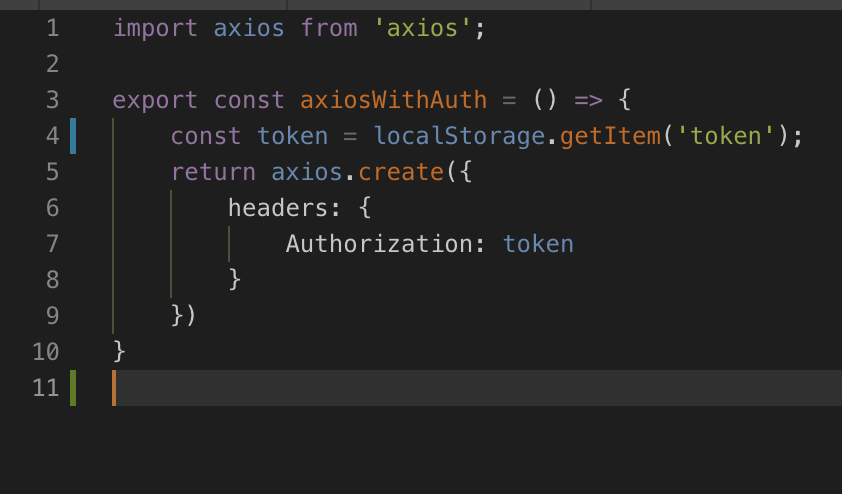 1 import axios from 'axios';
2
3 export const axiosWithAuth = () => {
4     const token = localStorage.getItem('token');
5     return axios.create({
6         headers: {
7             Authorization: token
8         }
9     })
10 }
11